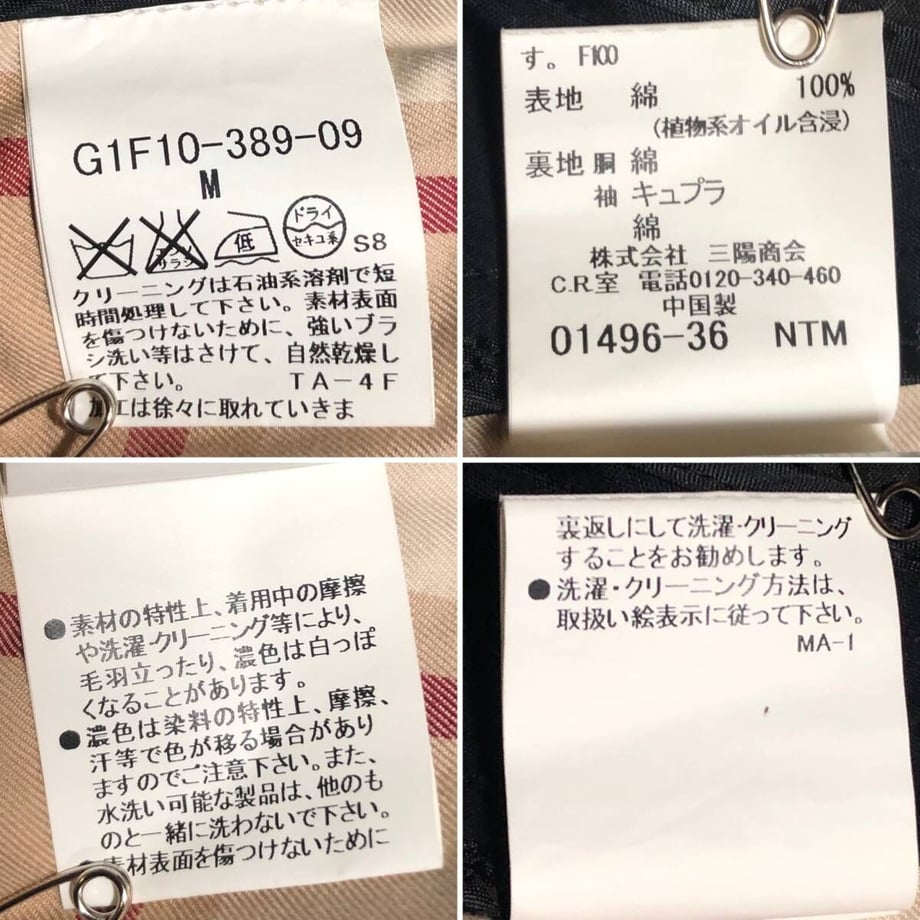 G1F10-389-09
M
低
ドライ
セキユ系
S8
クリーニングは石油系溶剤で短
時間処理して下さい。素材表面
を傷つけないために、強いブラ
シ洗い等はさけて、自然乾燥し
て下さい。 TA-4F
加工は徐々に取れていきま
す。 F100
表地 綿 100%
(植物系オイル含浸)
裏地 胴 綿
袖 キュプラ
綿
株式会社 三陽商会
C.R.室 電話0120-340-460
中国製
01496-36 NTM
●素材の特性上、着用中の摩擦
や洗濯・クリーニング等により、
毛羽立ったり、濃色は白っぽ
くなることがあります。
●濃色は染料の特性上、摩擦、
汗等で色が移る場合があり
ますのでご注意下さい。また、
水洗い可能な製品は、他のも
のと一緒に洗わないで下さい。
●素材表面を傷つけないために
裏返しにして洗濯・クリーニング
することをお勧めします。
●洗濯・クリーニング方法は、
取扱い絵表示に従って下さい。
MA-1